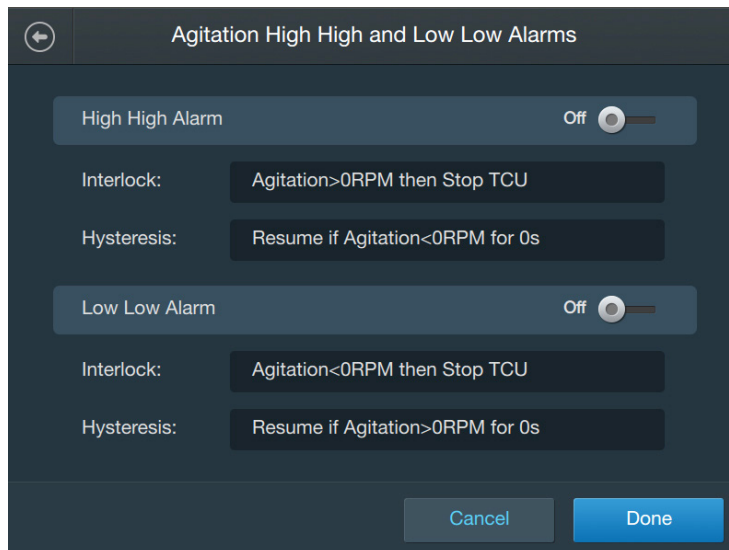 Agitation High High and Low Low Alarms
High High Alarm Off
Interlock: Agitation>0RPM then Stop TCU
Hysteresis: Resume if Agitation<0RPM for 0s
Low Low Alarm Off
Interlock: Agitation<0RPM then Stop TCU
Hysteresis: Resume if Agitation>0RPM for 0s
Cancel Done